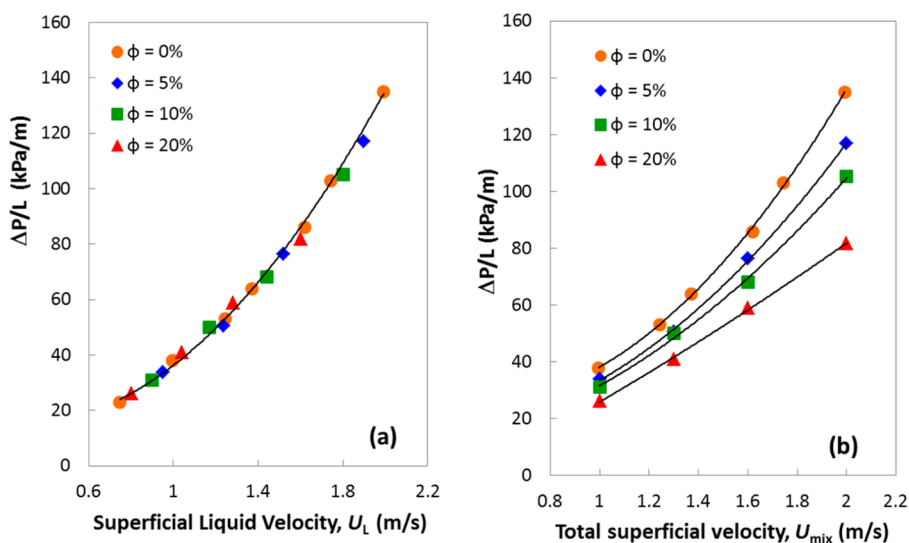 160
140
120
100
80
60
40
20
0
ΔP/L (kPa/m)
ϕ = 0%
ϕ = 5%
ϕ = 10%
ϕ = 20%
(a)
0.6 1 1.4 1.8 2.2
Superficial Liquid Velocity, U_L (m/s)
160
140
120
100
80
60
40
20
0
ΔP/L (kPa/m)
ϕ = 0%
ϕ = 5%
ϕ = 10%
ϕ = 20%
(b)
0.8 1 1.2 1.4 1.6 1.8 2 2.2
Total superficial velocity, U_mix (m/s)